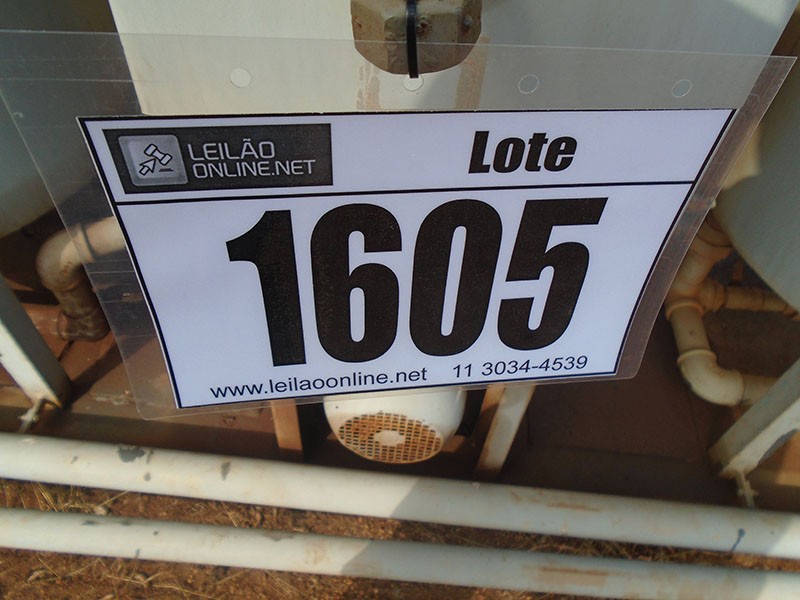 LEILÃO
ONLINE.NET
Lote
1605
www.leilaoonline.net 11 3034-4539